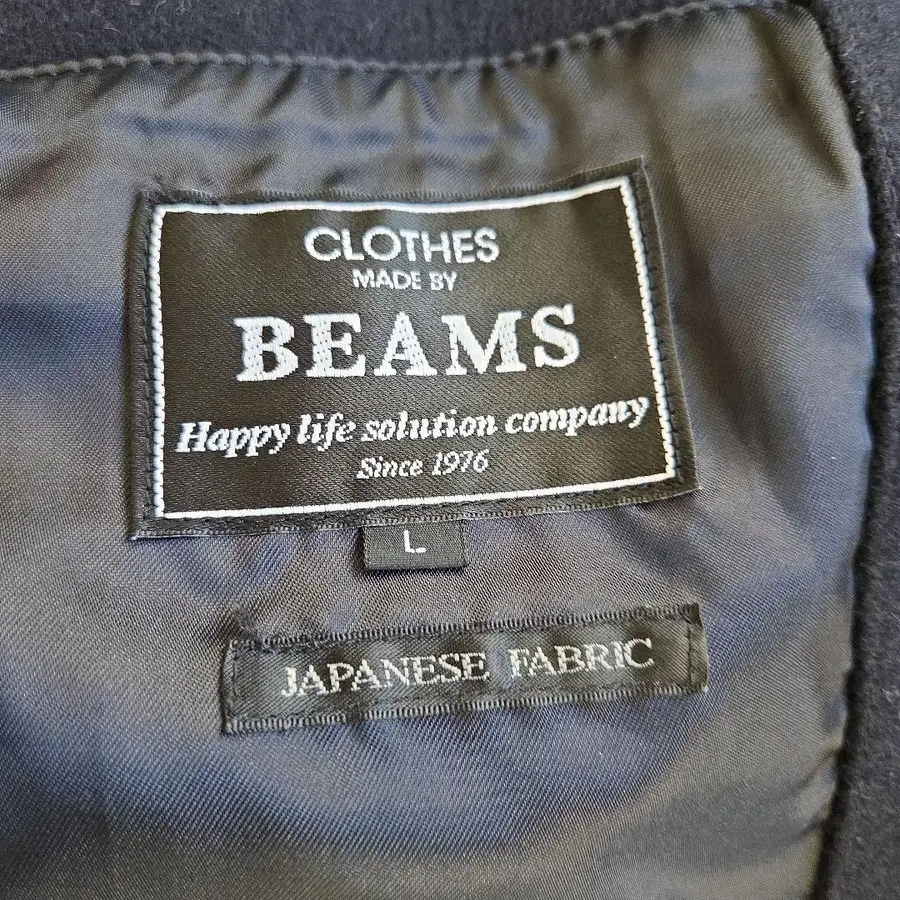 CLOTHES
MADE BY
BEAMS
Happy life solution company
Since 1976
L
JAPANESE FABRIC